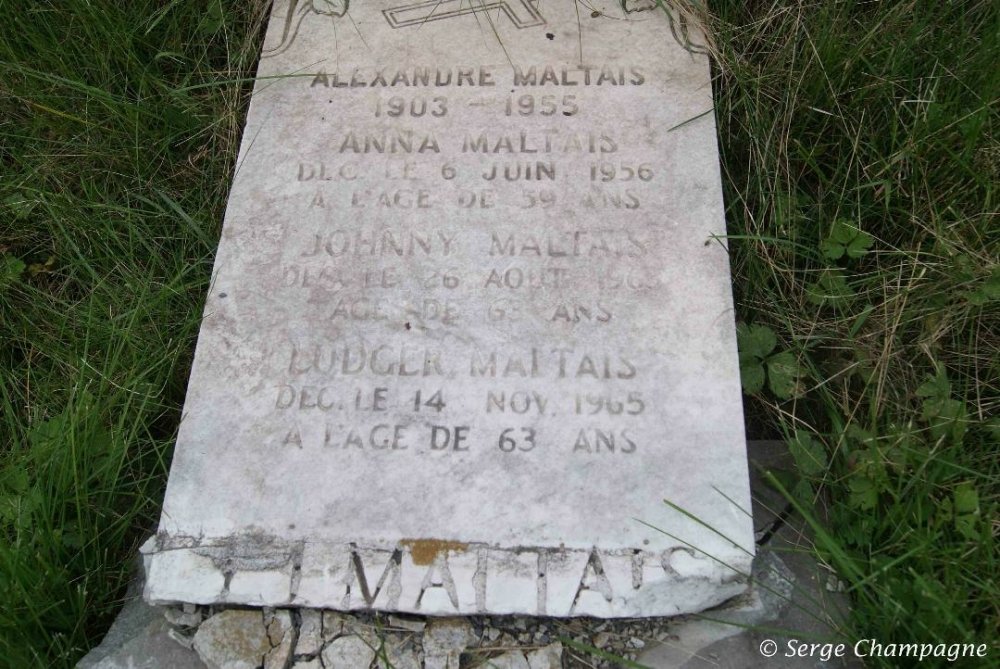 ALEXANDRE MALTAIS
1903 - 1955
ANNA MALTAIS
DEC. LE 6 JUIN 1956
A L'AGE DE 59 ANS
JOHNNY MALTAIS
LE 26 AOUT
AGE DE 63 ANS
LUDGER MALTAIS
DEC. LE 14 NOV. 1965
A L'AGE DE 63 ANS
MALTAIS
© Serge Champagne